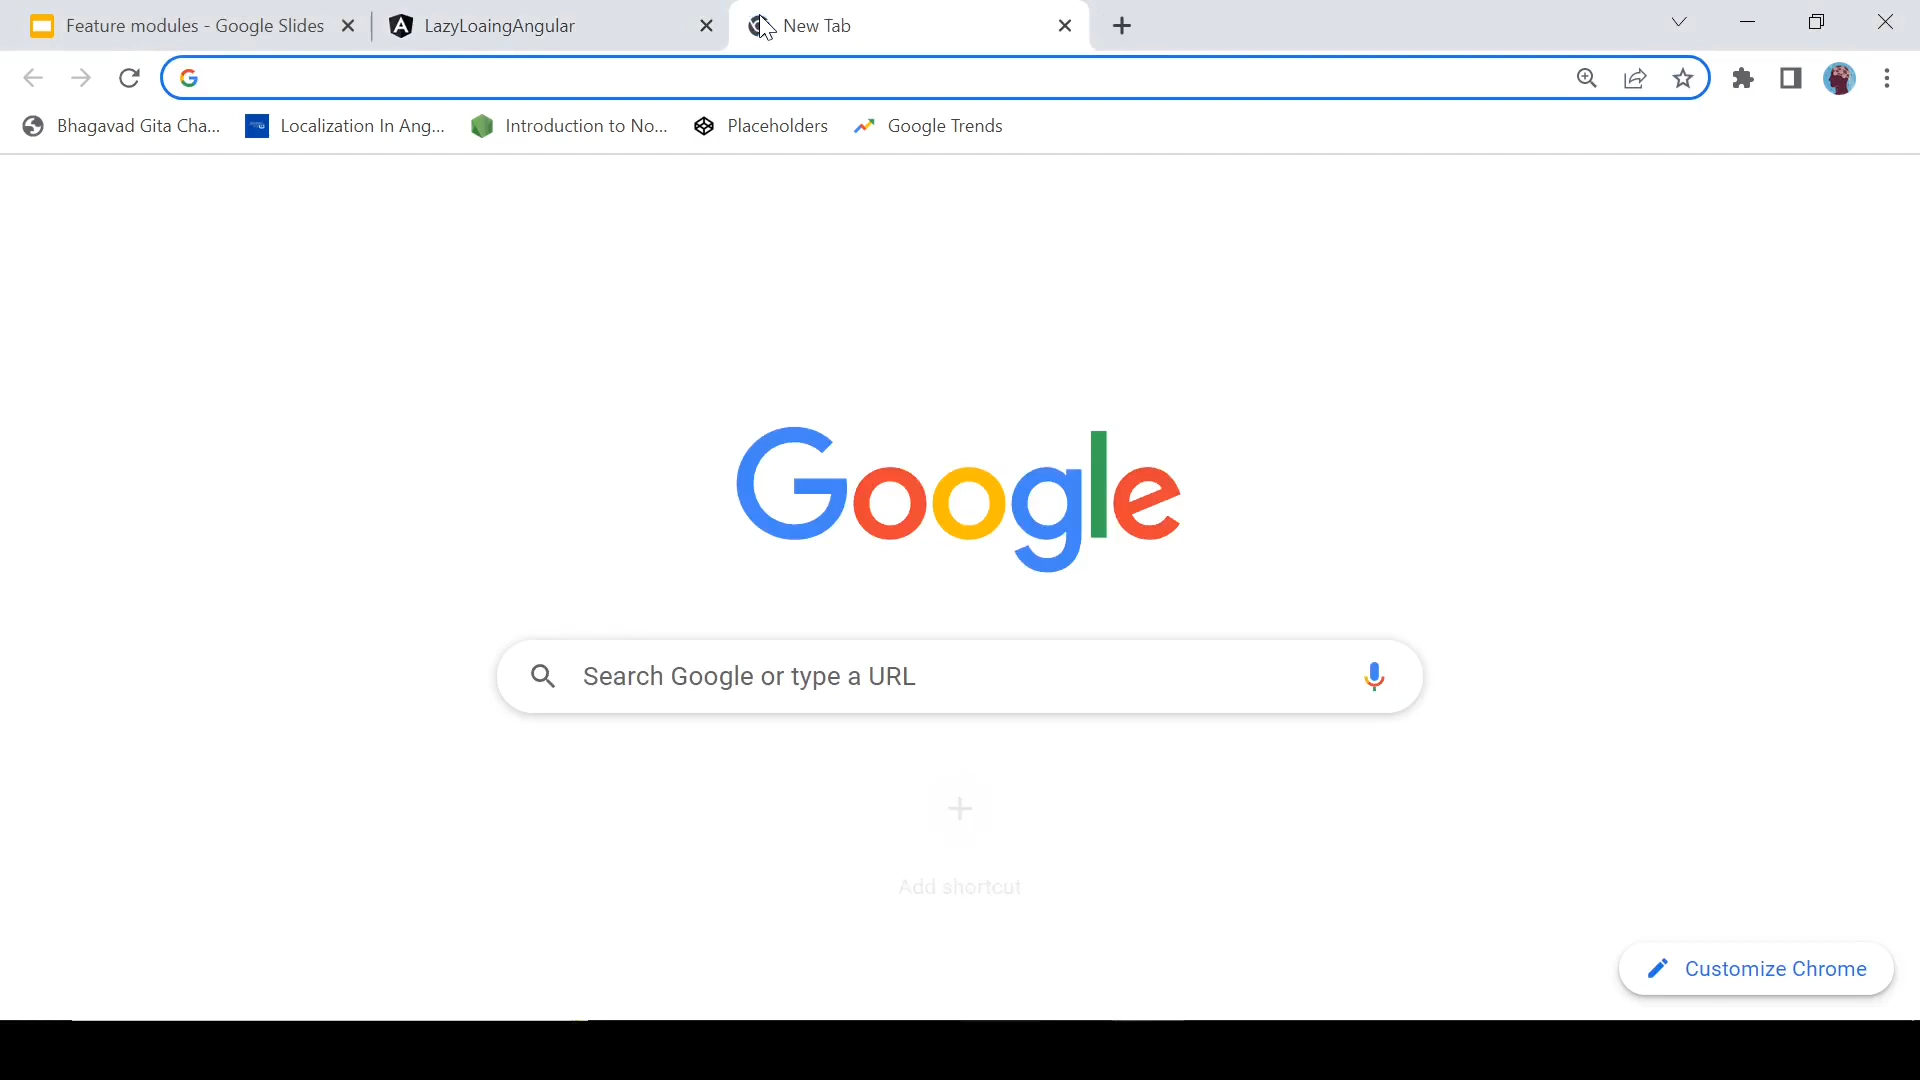 Feature modules - Google Slides
LazyLoaingAngular
New Tab
Bhagavad Gita Cha...
Localization In Ang...
Introduction to No...
Placeholders
Google Trends
Google
Search Google or type a URL
Add shortcut
Customize Chrome